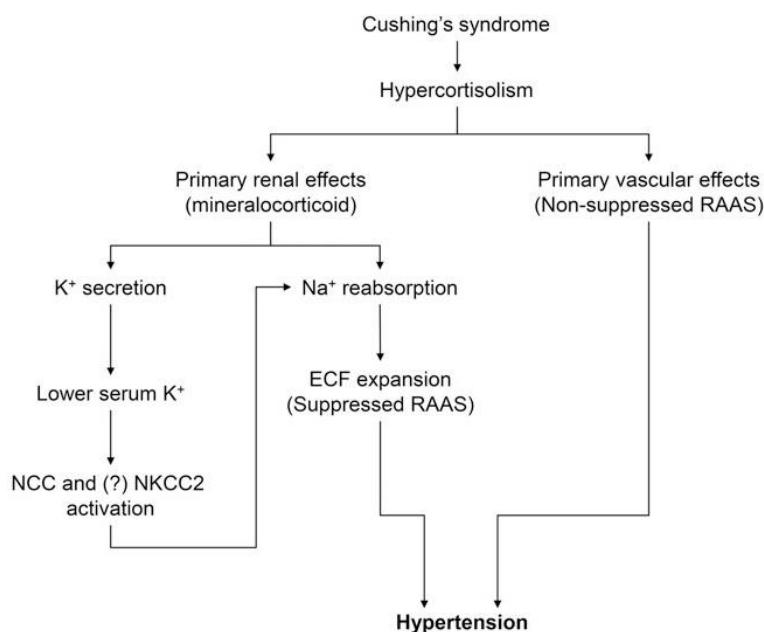 Cushing's syndrome
Hypercortisolism
Primary renal effects
(mineralocorticoid)
Primary vascular effects
(Non-suppressed RAAS)
K⁺ secretion
Na⁺ reabsorption
Lower serum K⁺
ECF expansion
(Suppressed RAAS)
NCC and (?) NKCC2
activation
Hypertension